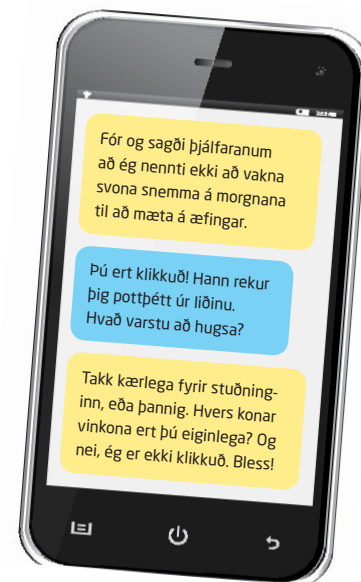 Fór og sagði þjálfaranum
að ég nennti ekki að vakna
svona snemma á morgnana
til að mæta á æfingar.
Þú ert klikkuð! Hann rekur
þig pottþétt úr liðinu.
Hvað varstu að hugsa?
Takk kærlega fyrir stuðning-
inn, eða þannig. Hvers konar
vinkona ert þú eiginlega? Og
nei, ég er ekki klikkuð. Bless!